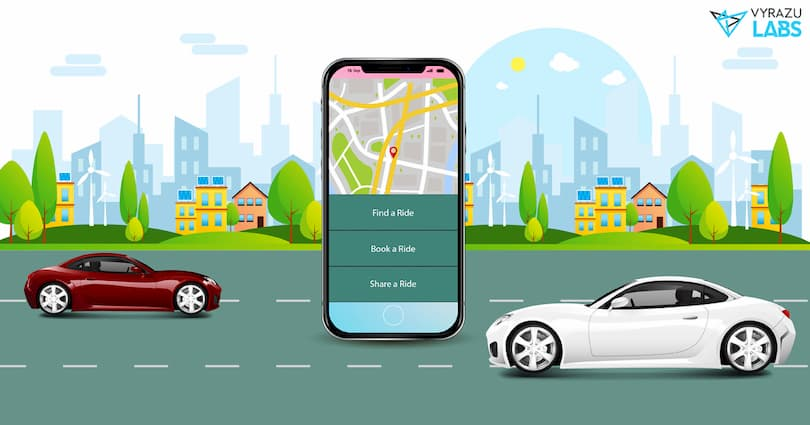 VYRAZU
LABS
Find a Ride
Book a Ride
Share a Ride